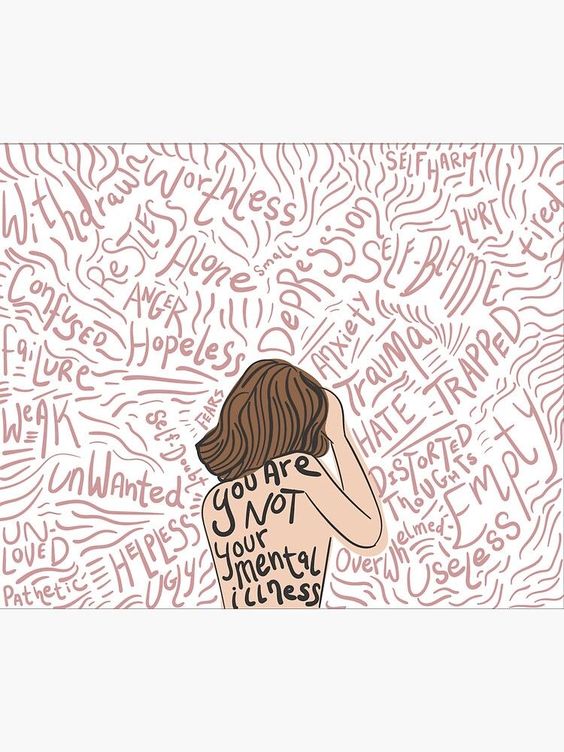 Withdrawn
Worthless
SELF HARM
HURT
tired
RESTLESS
Alone
small
DEPRESSION
SELF-BLAME
Confused
ANGER
Hopeless
Anxiety
Trauma
TRAPPED
failure
WEAK
Self-Doubt
FEARS
HATE
DISTORTED
THOUGHTS
Empty
unWanted
UN-
LOVED
HELPLESS
UGLY
Pathetic
Overwhelmed
Useless
you Are
NOT
your
mental
illness